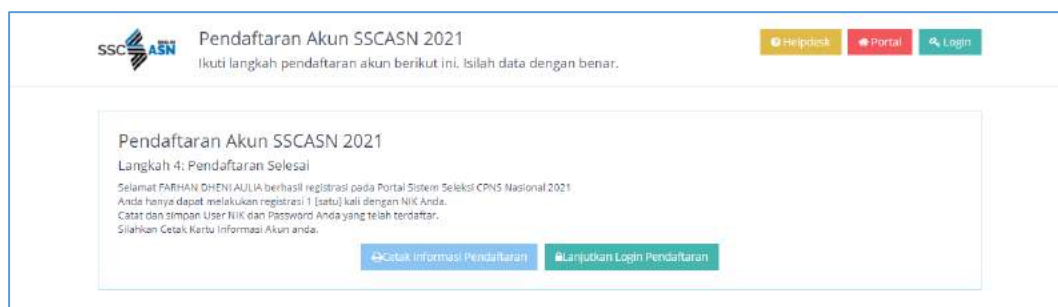 SSCASN
Pendaftaran Akun SSCASN 2021
Ikuti langkah pendaftaran akun berikut ini. Isilah data dengan benar.
Helpdesk
Portal
Login
Pendaftaran Akun SSCASN 2021
Langkah 4: Pendaftaran Selesai
Selamat FARHAN DHENI AULIA berhasil registrasi pada Portal Sistem Seleksi CPNS Nasional 2021
Anda hanya dapat melakukan registrasi 1 [satu] kali dengan NIK Anda.
Catat dan simpan User NIK dan Password Anda yang telah terdaftar.
Silahkan Cetak Kartu Informasi Akun anda.
Cetak Informasi Pendaftaran
Lanjutkan Login Pendaftaran